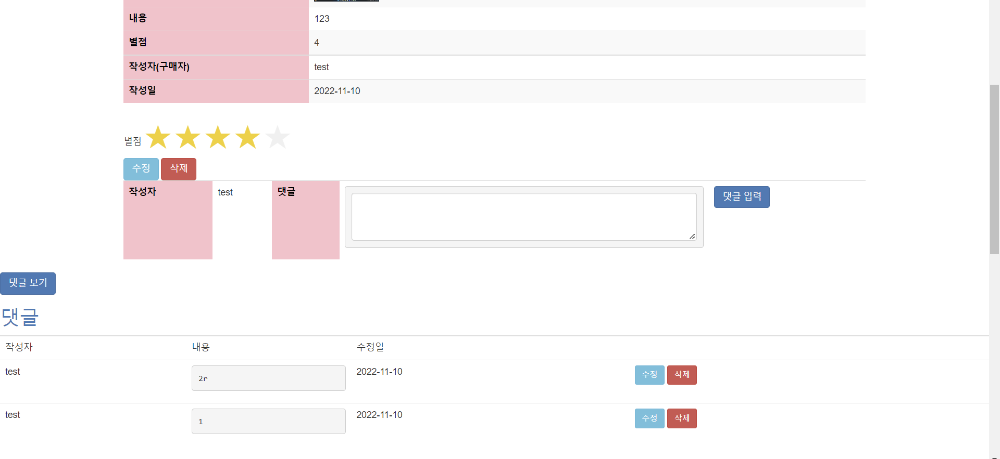 내용 123
별점 4
작성자(구매자) test
작성일 2022-11-10
별점
수정 삭제
작성자 test 댓글 댓글 입력
댓글 보기
댓글
작성자 내용 수정일
test 2r 2022-11-10 수정 삭제
test 1 2022-11-10 수정 삭제